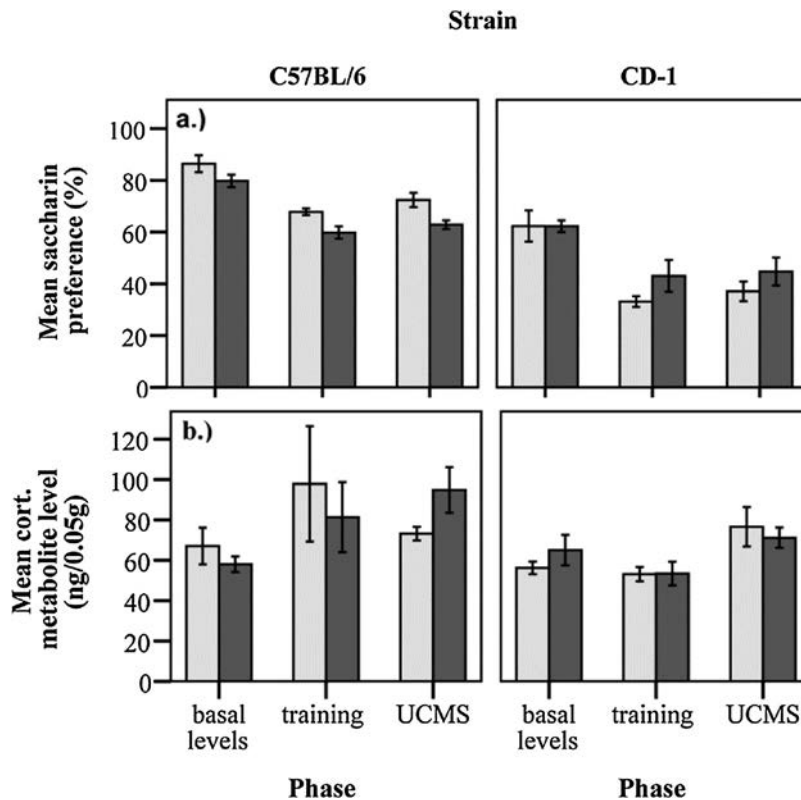 Strain
C57BL/6
CD-1
a.)
Mean saccharin
preference (%)
100
80
60
40
20
0
b.)
Mean cort.
metabolite level
(ng/0.05g)
120
100
80
60
40
20
0
basal
levels
training
UCMS
basal
levels
training
UCMS
Phase
Phase